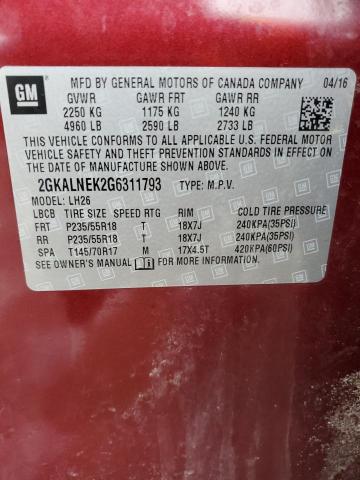 GM
MFD BY GENERAL MOTORS OF CANADA COMPANY 04/16
GVWR GAWR FRT GAWR RR
2250 KG 1175 KG 1240 KG
4960 LB 2590 LB 2733 LB
THIS VEHICLE CONFORMS TO ALL APPLICABLE U.S. FEDERAL MOTOR
VEHICLE SAFETY, BUMPER, AND THEFT PREVENTION STANDARDS IN EFFECT
ON THE DATE OF MANUFACTURE SHOWN ABOVE.
2GKALNEK2G6311793 TYPE: M.P.V.
MODEL: LH26
LBCB TIRE SIZE SPEED RTG RIM COLD TIRE PRESSURE
FRT P235/55R18 T 18X7J 240KPA(35PSI)
RR P235/55R18 T 18X7J 240KPA(35PSI)
SPA T145/70R17 M 17X4.5T 420KPA(60PSI)
SEE OWNER'S MANUAL FOR MORE INFORMATION.